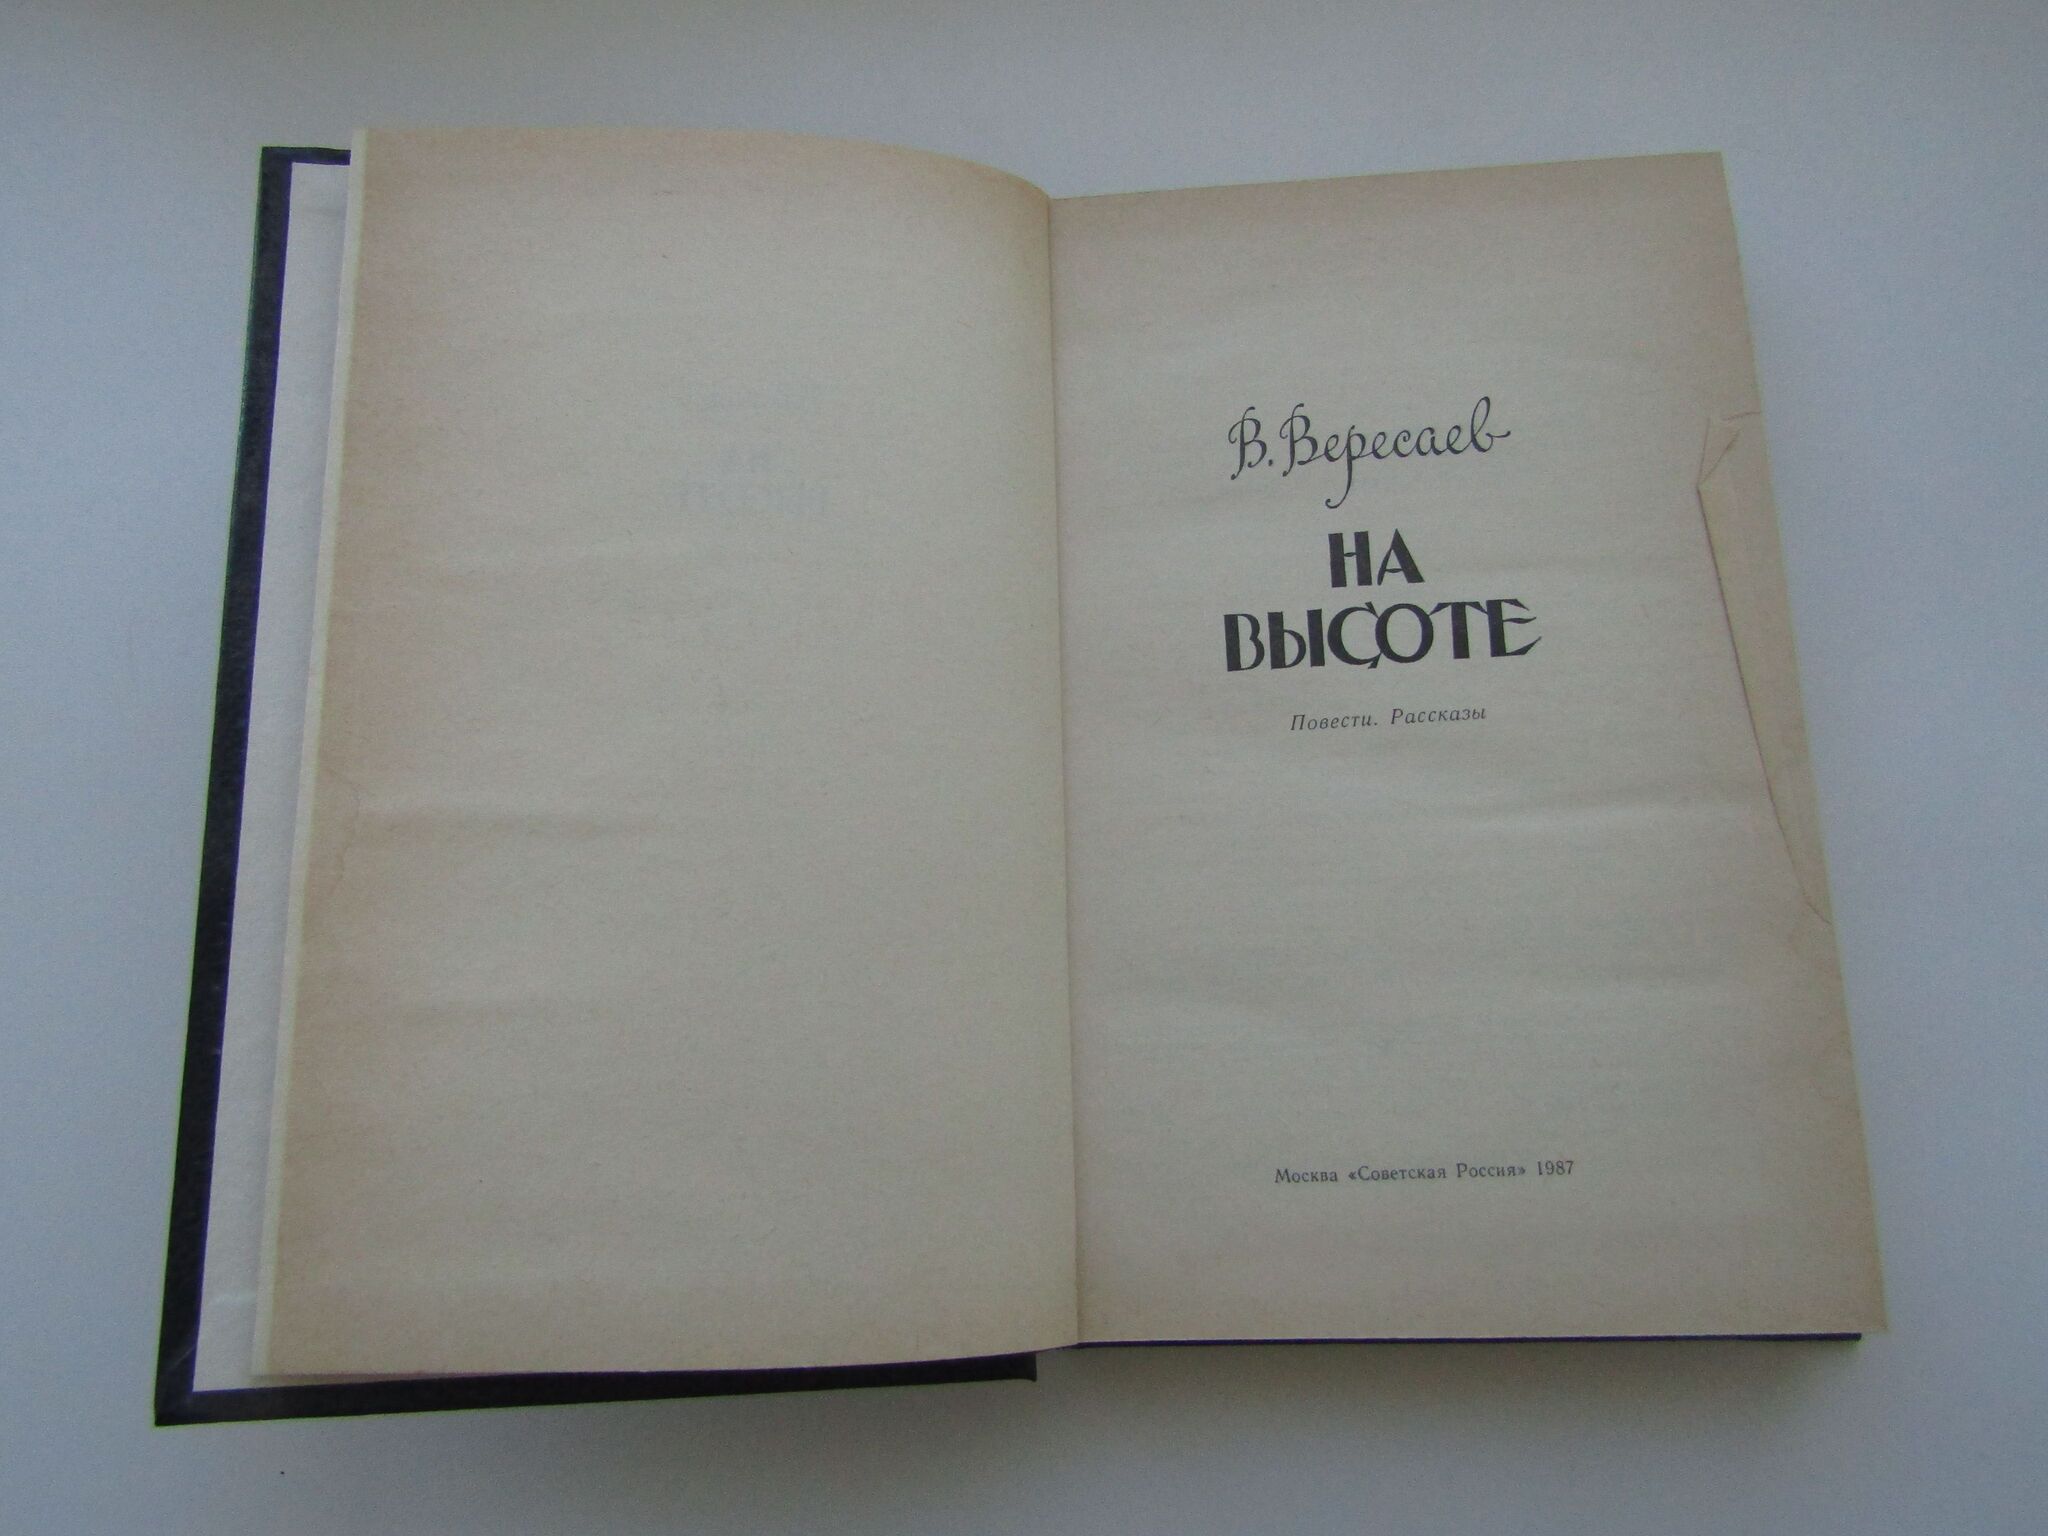 В. Вересаев
НА
ВЫСОТЕ
Повести. Рассказы
Москва «Советская Россия» 1987